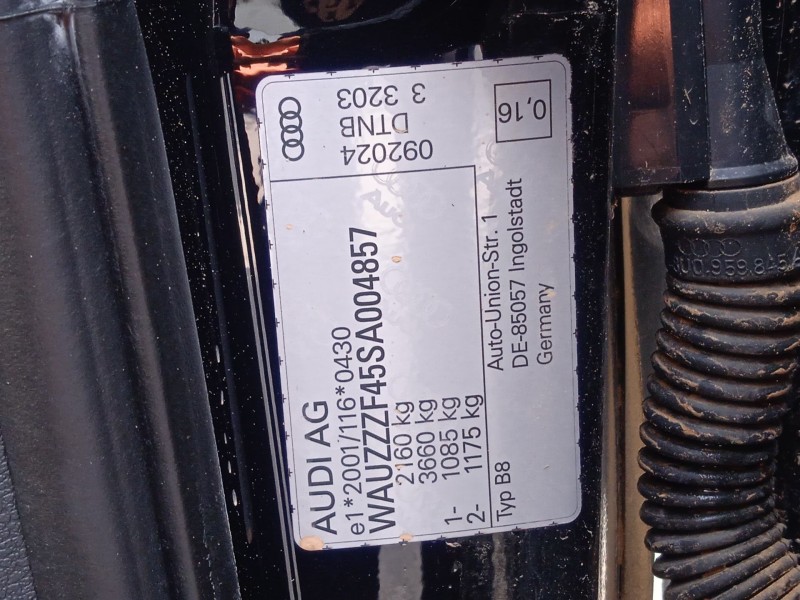 AUDI AG
e1*2001/116*0430
WAUZZZF45SA004857
2160 kg
3660 kg
1- 1085 kg
2- 1175 kg
Typ B8
Auto-Union-Str. 1
DE-85057 Ingolstadt
Germany
092024
DTNB
3 3203
0,16